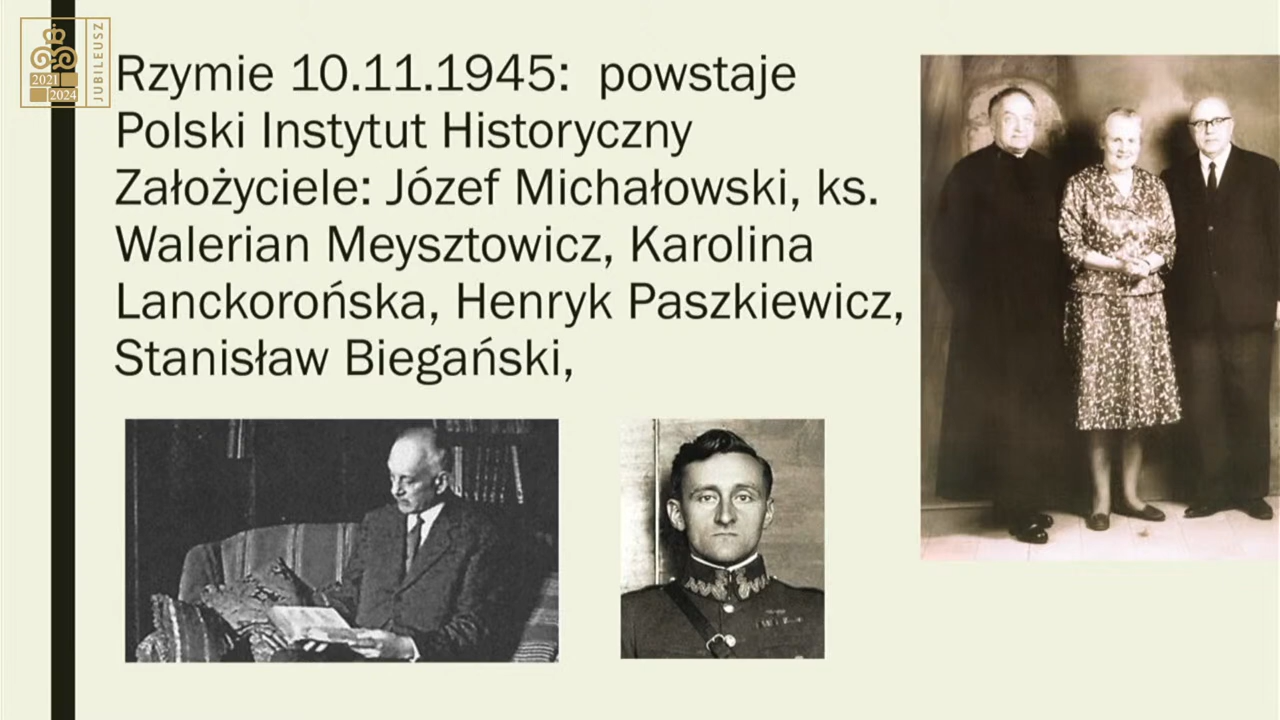 2021
2024
JUBILEUSZ
Rzymie 10.11.1945: powstaje
Polski Instytut Historyczny
Założyciele: Józef Michałowski, ks.
Walerian Meysztowicz, Karolina
Lanckorońska, Henryk Paszkiewicz,
Stanisław Biegański,